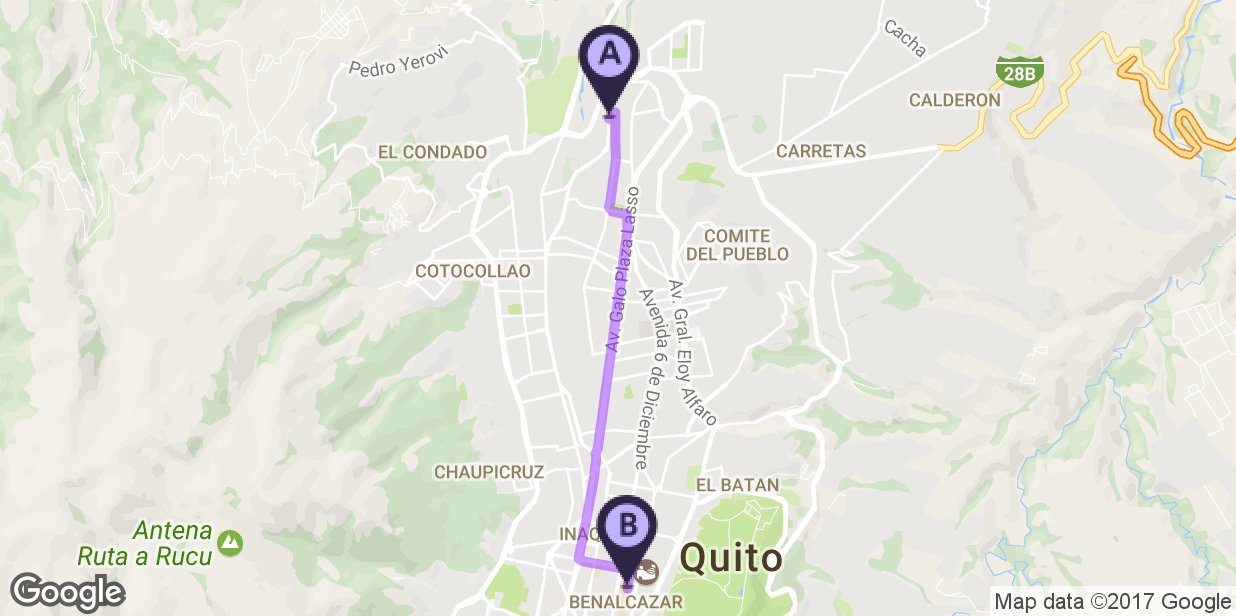 A
Pedro Yerovi
Cacha
28B
CALDERON
EL CONDADO
CARRETAS
Av. Galo Plaza Lasso
COMITE
DEL PUEBLO
COTOCOLLAO
Av. Gral. Eloy Alfaro
Avenida 6 de Diciembre
CHAUPICRUZ
EL BATAN
B
Antena
Ruta a Rucu
Quito
BENALCAZAR
Google
Map data ©2017 Google